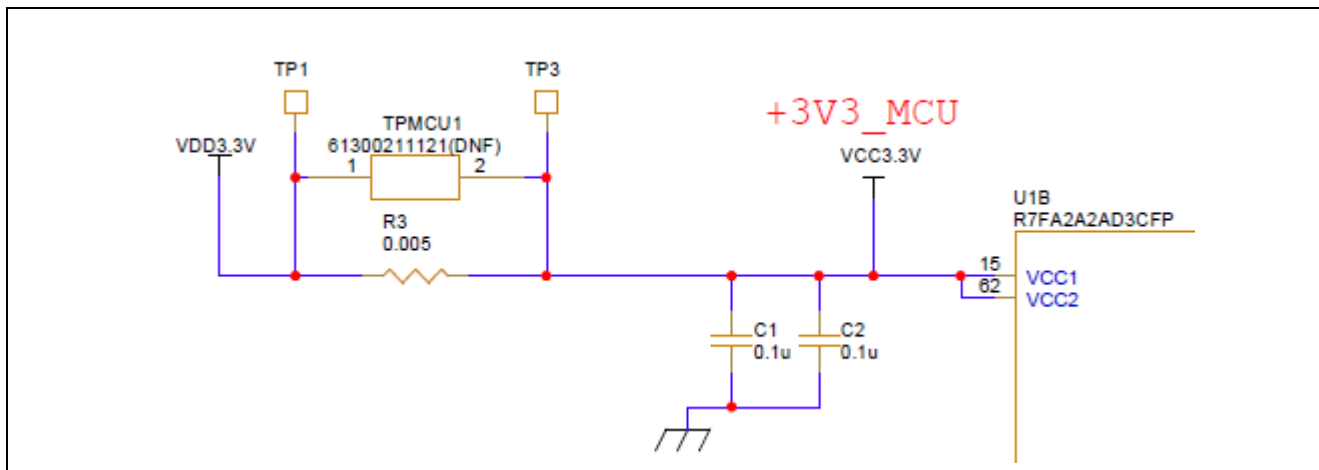 TP1
TP3
TPMCU1
61300211121(DNF)
1
2
VDD3.3V
+3V3_MCU
VCC3.3V
R3
0.005
U1B
R7FA2A2AD3CFP
15
VCC1
62
VCC2
C1
0.1u
C2
0.1u